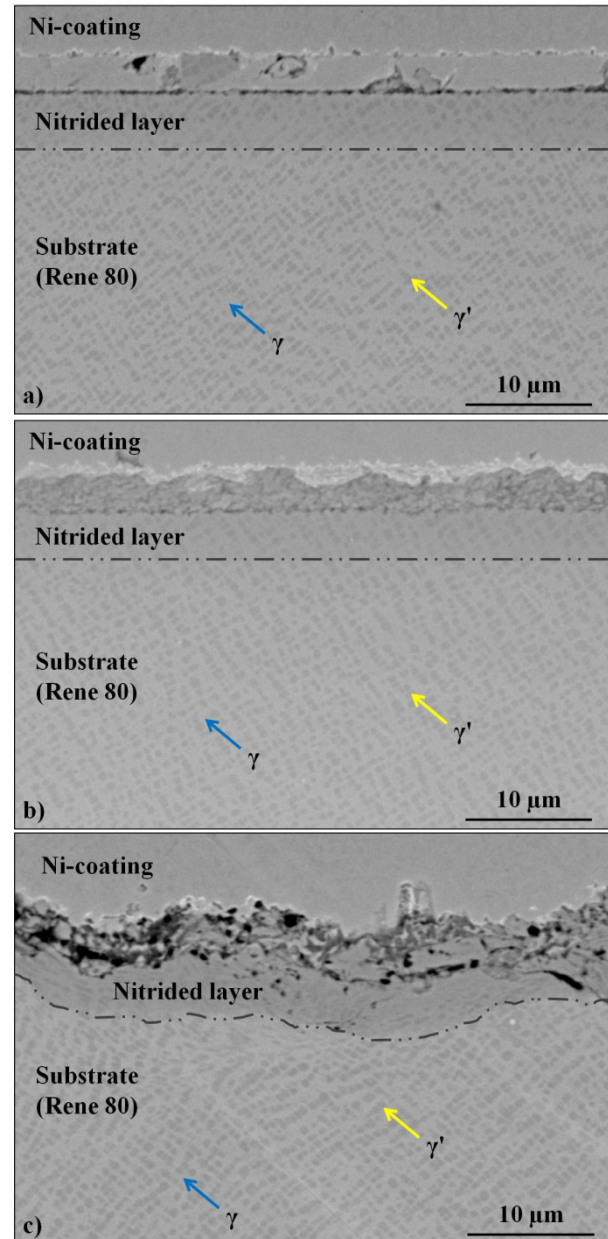 Ni-coating
Nitrided layer
Substrate
(Rene 80)
γ
γ'
10 μm
a)
Ni-coating
Nitrided layer
Substrate
(Rene 80)
γ
γ'
10 μm
b)
Ni-coating
Nitrided layer
Substrate
(Rene 80)
γ'
γ
10 μm
c)